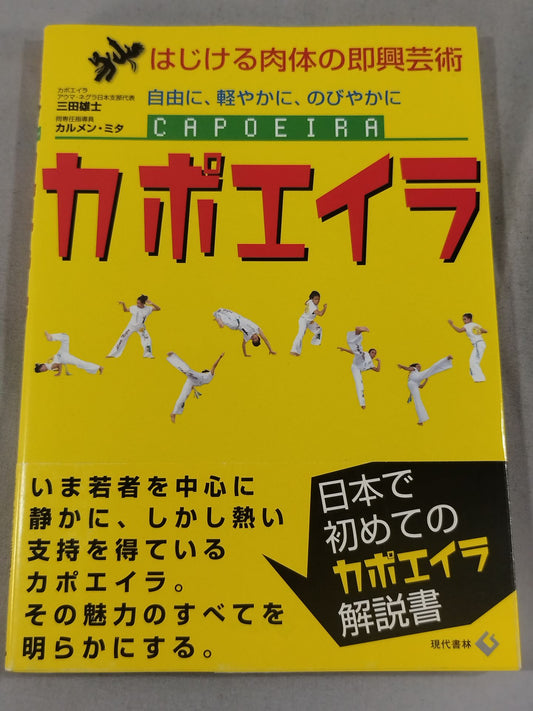 はじける肉体の即興芸術
カポエイラ
アウマ・ネグラ日本支部代表
三田雄士
同専任指導員
カルメン・ミタ
自由に、軽やかに、のびやかに
CAPOEIRA
カポエイラ
いま若者を中心に
静かに、しかし熱い
支持を得ている
カポエイラ。
その魅力のすべてを
明らかにする。
日本で
初めての
カポエイラ
解説書
現代書林